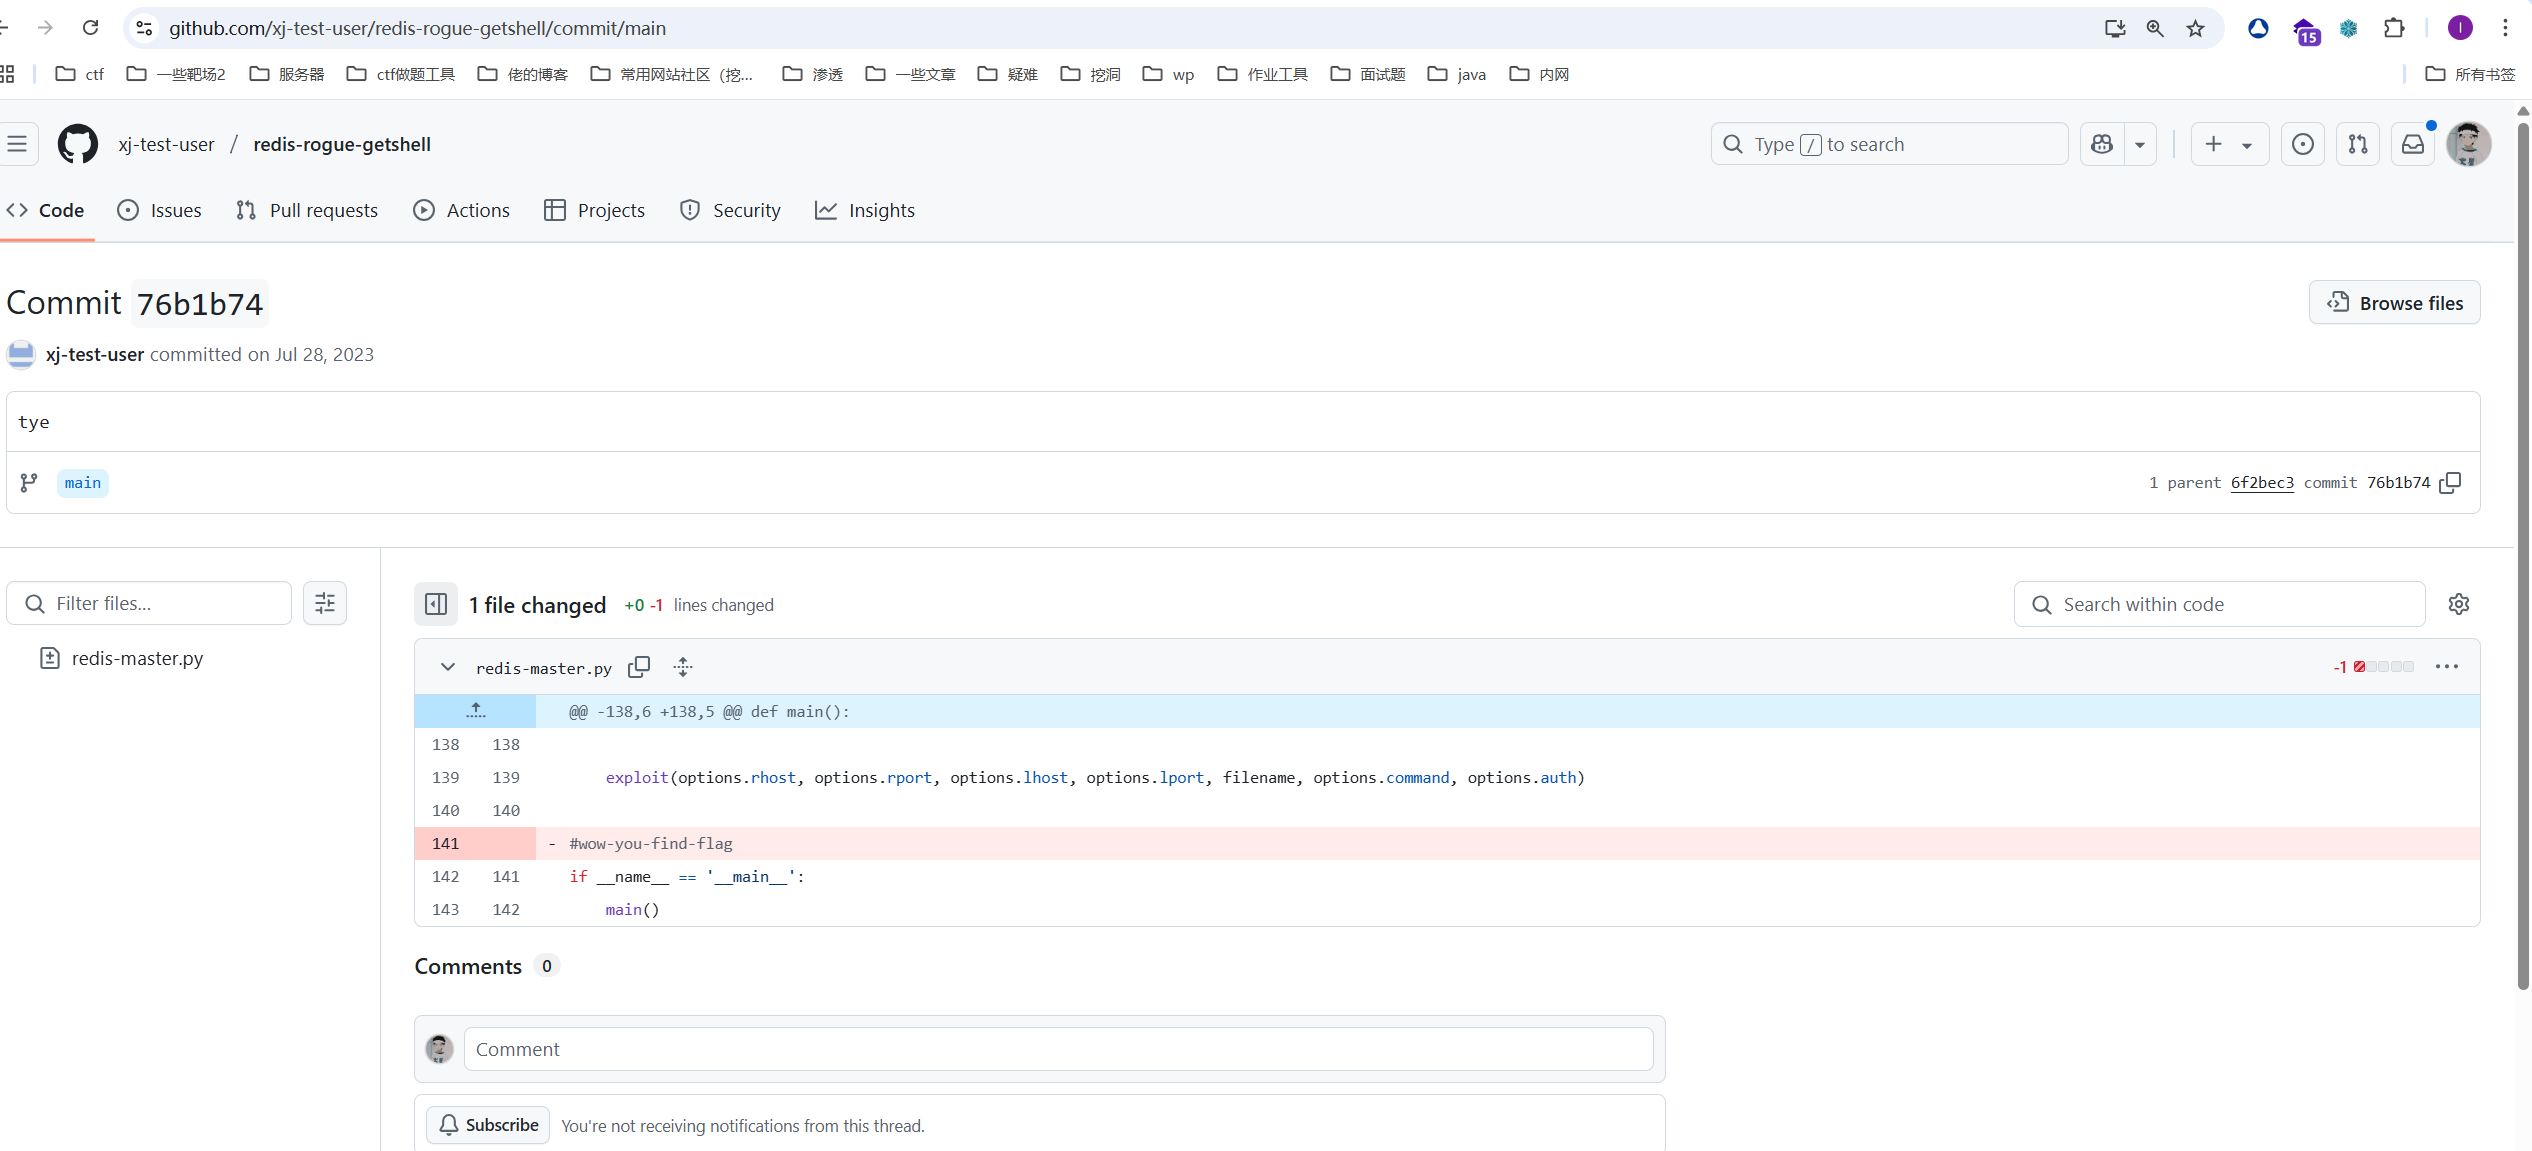 github.com/xj-test-user/redis-rogue-getshell/commit/main
15
I
ctf 一些靶场2 服务器 ctf做题工具 佬的博客 常用网站社区（挖... 渗透 一些文章 疑难 挖洞 wp 作业工具 面试题 java 内网 所有书签
xj-test-user / redis-rogue-getshell
Type / to search
Code Issues Pull requests Actions Projects Security Insights
Commit 76b1b74
Browse files
xj-test-user committed on Jul 28, 2023
tye
main
1 parent 6f2bec3 commit 76b1b74
Filter files...
1 file changed +0 -1 lines changed
Search within code
redis-master.py
redis-master.py
-1
@@ -138,6 +138,5 @@ def main():
138 138
139 139 exploit(options.rhost, options.rport, options.lhost, options.lport, filename, options.command, options.auth)
140 140
141 - #wow-you-find-flag
142 141 if __name__ == '__main__':
143 142 main()
Comments 0
Comment
Subscribe You're not receiving notifications from this thread.